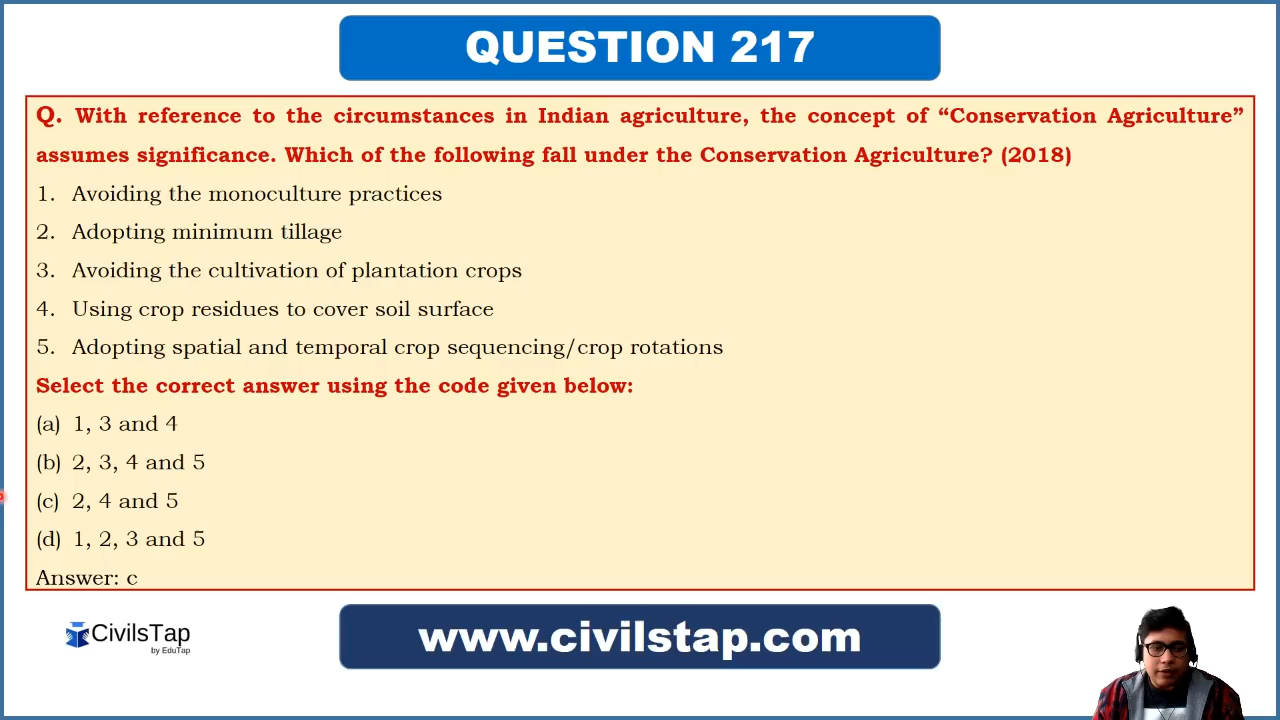 QUESTION 217
Q. With reference to the circumstances in Indian agriculture, the concept of “Conservation Agriculture”
assumes significance. Which of the following fall under the Conservation Agriculture? (2018)
1. Avoiding the monoculture practices
2. Adopting minimum tillage
3. Avoiding the cultivation of plantation crops
4. Using crop residues to cover soil surface
5. Adopting spatial and temporal crop sequencing/crop rotations
Select the correct answer using the code given below:
(a) 1, 3 and 4
(b) 2, 3, 4 and 5
(c) 2, 4 and 5
(d) 1, 2, 3 and 5
Answer: c
CivilsTap
by EduTap
www.civilstap.com